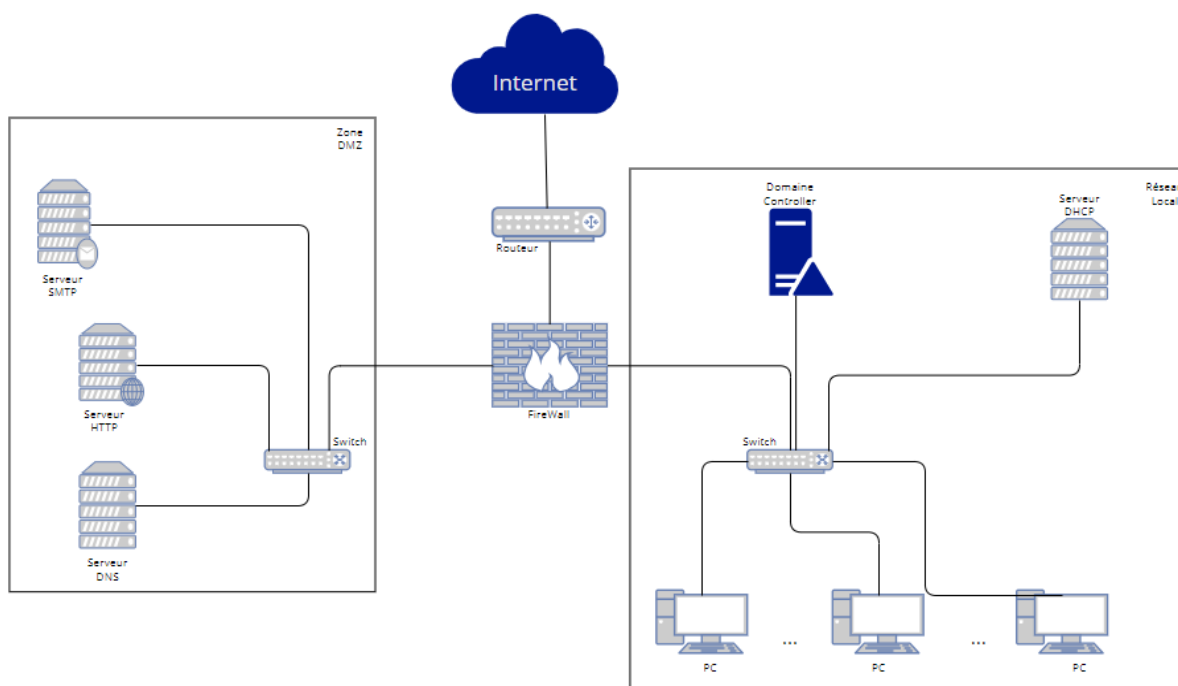 Internet
Zone
DMZ
Serveur
SMTP
Serveur
HTTP
Serveur
DNS
Switch
Routeur
FireWall
Domaine
Controller
Serveur
DHCP
Résea
Local
Switch
PC
...
PC
...
PC